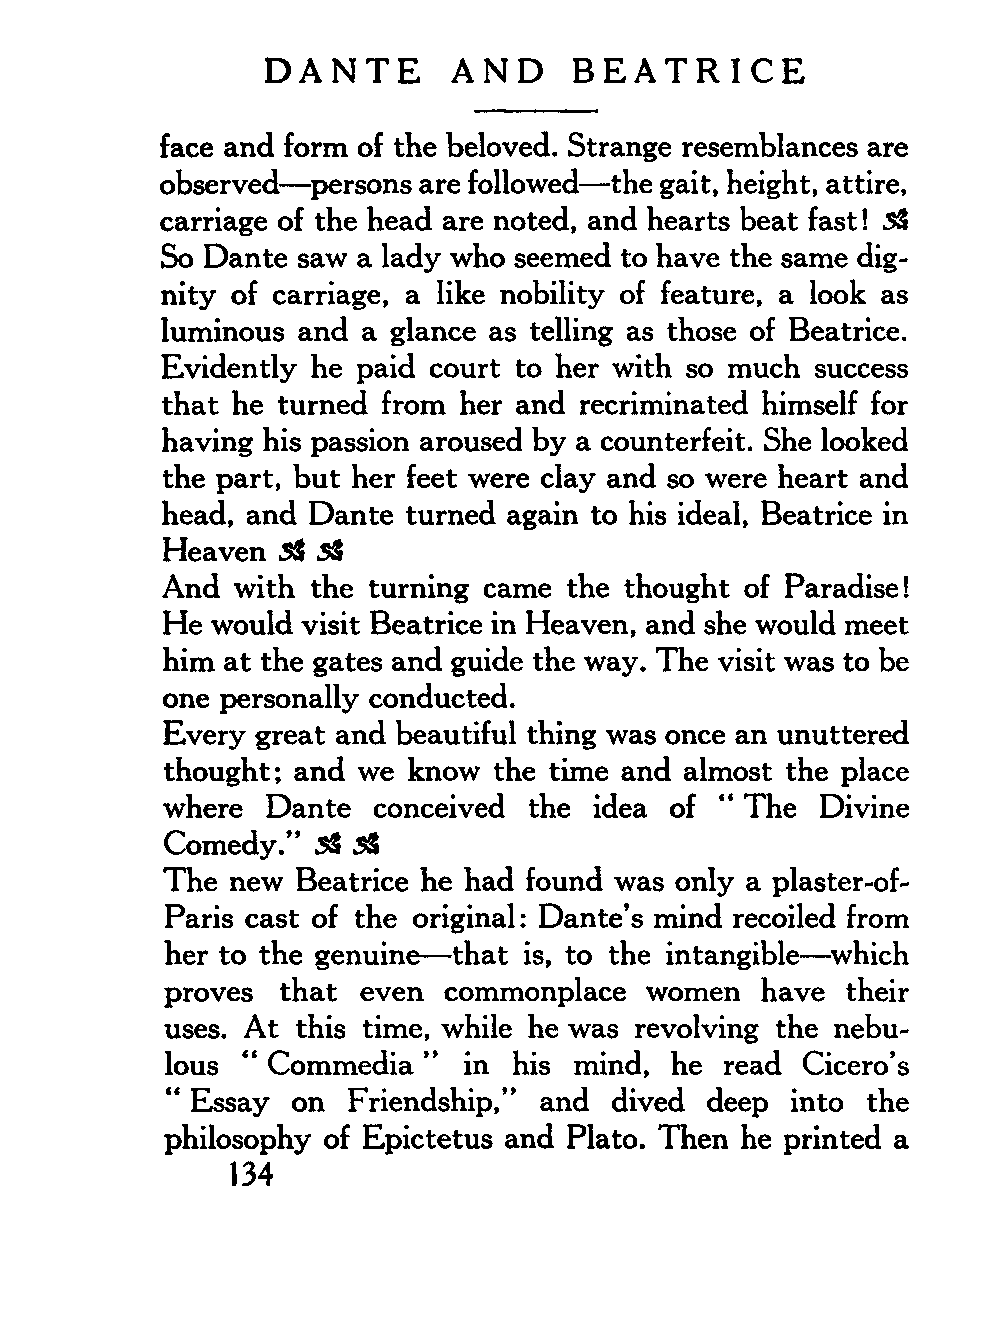 DANTE AND BEATRICE
face and form of the beloved. Strange resemblances are
observed—persons are followed—the gait, height, attire,
carriage of the head are noted, and hearts beat fast!
So Dante saw a lady who seemed to have the same dig-
nity of carriage, a like nobility of feature, a look as
luminous and a glance as telling as those of Beatrice.
Evidently he paid court to her with so much success
that he turned from her and recriminated himself for
having his passion aroused by a counterfeit. She looked
the part, but her feet were clay and so were heart and
head, and Dante turned again to his ideal, Beatrice in
Heaven
And with the turning came the thought of Paradise!
He would visit Beatrice in Heaven, and she would meet
him at the gates and guide the way. The visit was to be
one personally conducted.
Every great and beautiful thing was once an unuttered
thought; and we know the time and almost the place
where Dante conceived the idea of “ The Divine
Comedy.”
The new Beatrice he had found was only a plaster-of-
Paris cast of the original: Dante’s mind recoiled from
her to the genuine—that is, to the intangible—which
proves that even commonplace women have their
uses. At this time, while he was revolving the nebu-
lous “ Commedia ” in his mind, he read Cicero’s
“ Essay on Friendship,” and dived deep into the
philosophy of Epictetus and Plato. Then he printed a
134